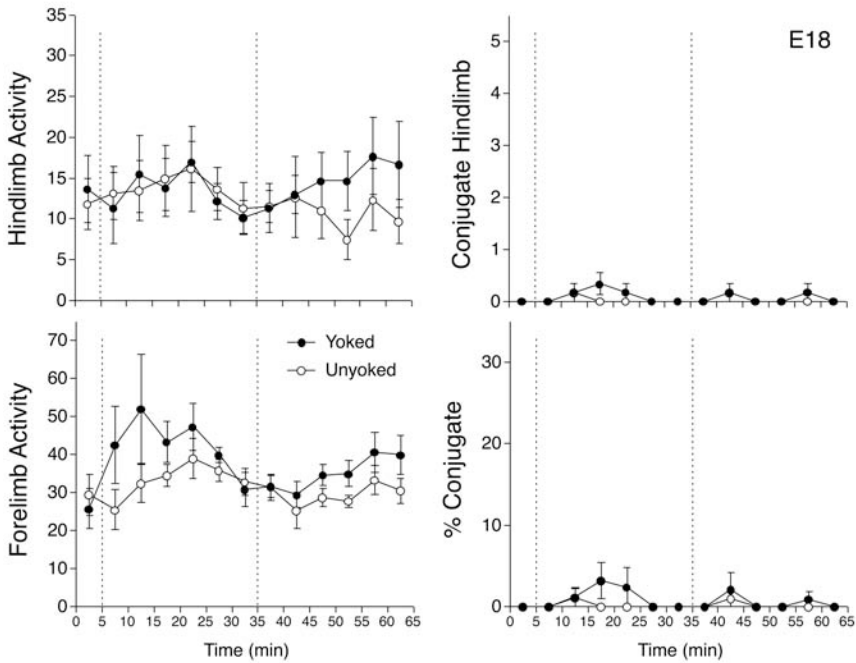 35
30
25
20
15
10
5
0
Hindlimb Activity
5
4
3
2
1
0
Conjugate Hindlimb
E18
70
60
50
40
30
20
10
0
Forelimb Activity
Yoked
Unyoked
0 5 10 15 20 25 30 35 40 45 50 55 60 65
Time (min)
30
20
10
0
% Conjugate
0 5 10 15 20 25 30 35 40 45 50 55 60 65
Time (min)